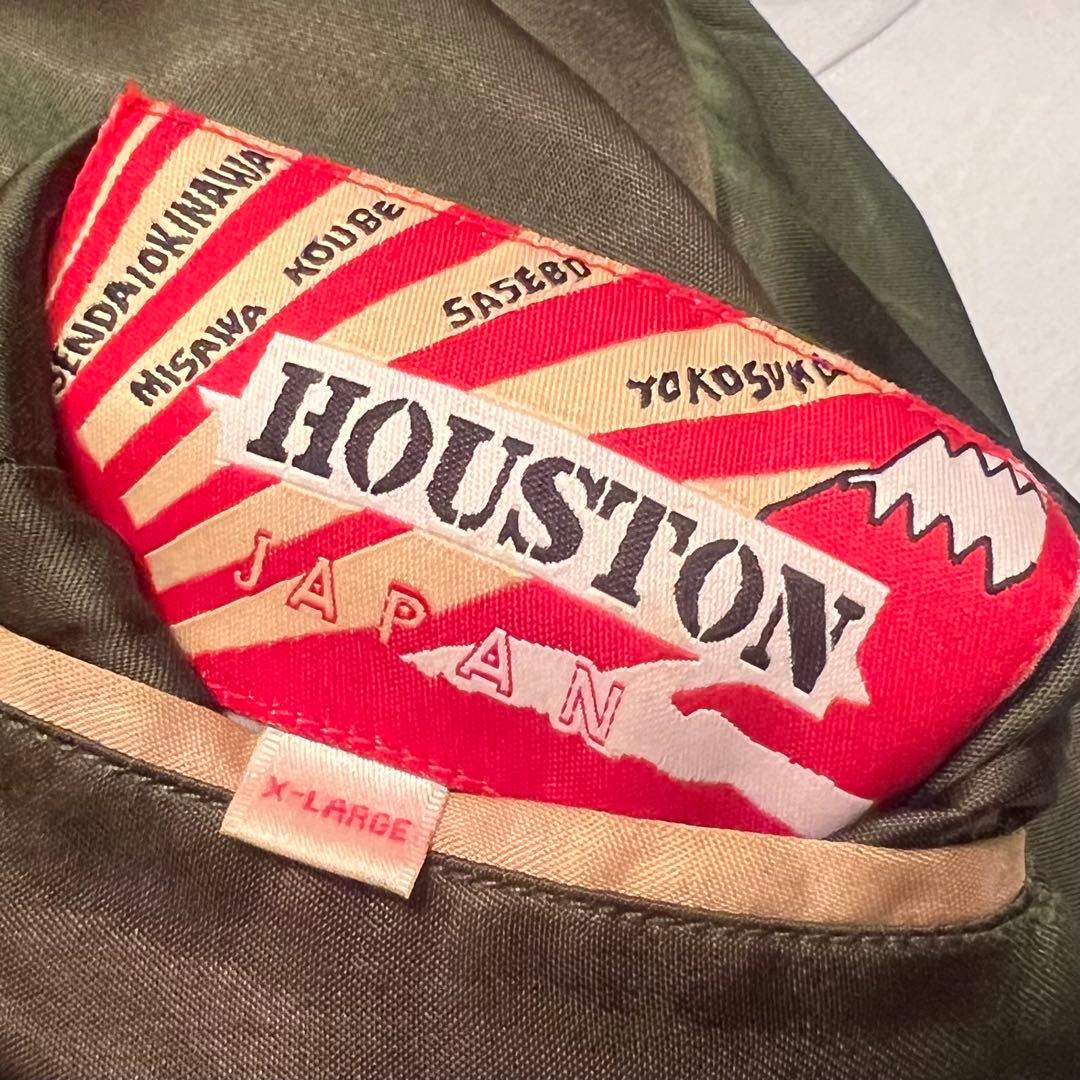 SENDAI OKINAWA
MISAWA KOUBE
SASEBO
YOKOSUKA
HOUSTON
JAPAN
X-LARGE